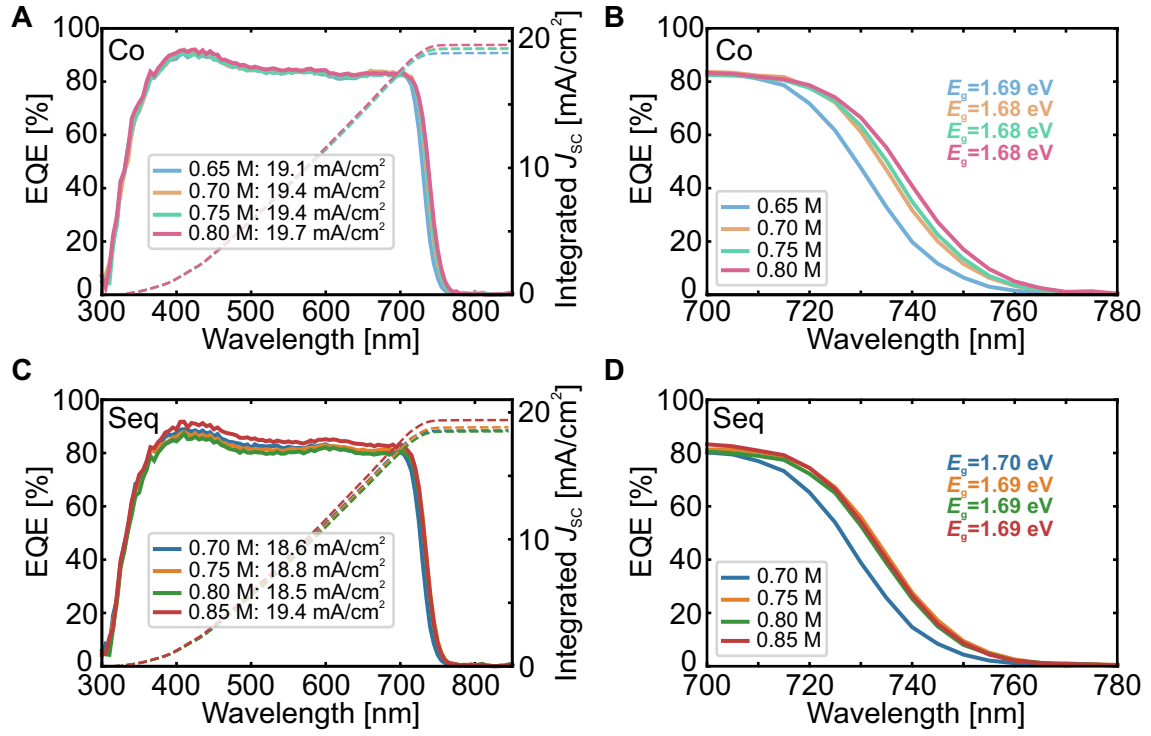 A
Co
EQE [%]
100
80
60
40
20
0
20
10
0
Integrated J_SC [mA/cm²]
0.65 M: 19.1 mA/cm²
0.70 M: 19.4 mA/cm²
0.75 M: 19.4 mA/cm²
0.80 M: 19.7 mA/cm²
300 400 500 600 700 800
Wavelength [nm]
B
EQE [%]
100
80
60
40
20
0
E_g=1.69 eV
E_g=1.68 eV
E_g=1.68 eV
E_g=1.68 eV
Co
0.65 M
0.70 M
0.75 M
0.80 M
700 720 740 760 780
Wavelength [nm]
C
Seq
EQE [%]
100
80
60
40
20
0
20
10
0
Integrated J_SC [mA/cm²]
0.70 M: 18.6 mA/cm²
0.75 M: 18.8 mA/cm²
0.80 M: 18.5 mA/cm²
0.85 M: 19.4 mA/cm²
300 400 500 600 700 800
Wavelength [nm]
D
Seq
EQE [%]
100
80
60
40
20
0
E_g=1.70 eV
E_g=1.69 eV
E_g=1.69 eV
E_g=1.69 eV
0.70 M
0.75 M
0.80 M
0.85 M
700 720 740 760 780
Wavelength [nm]